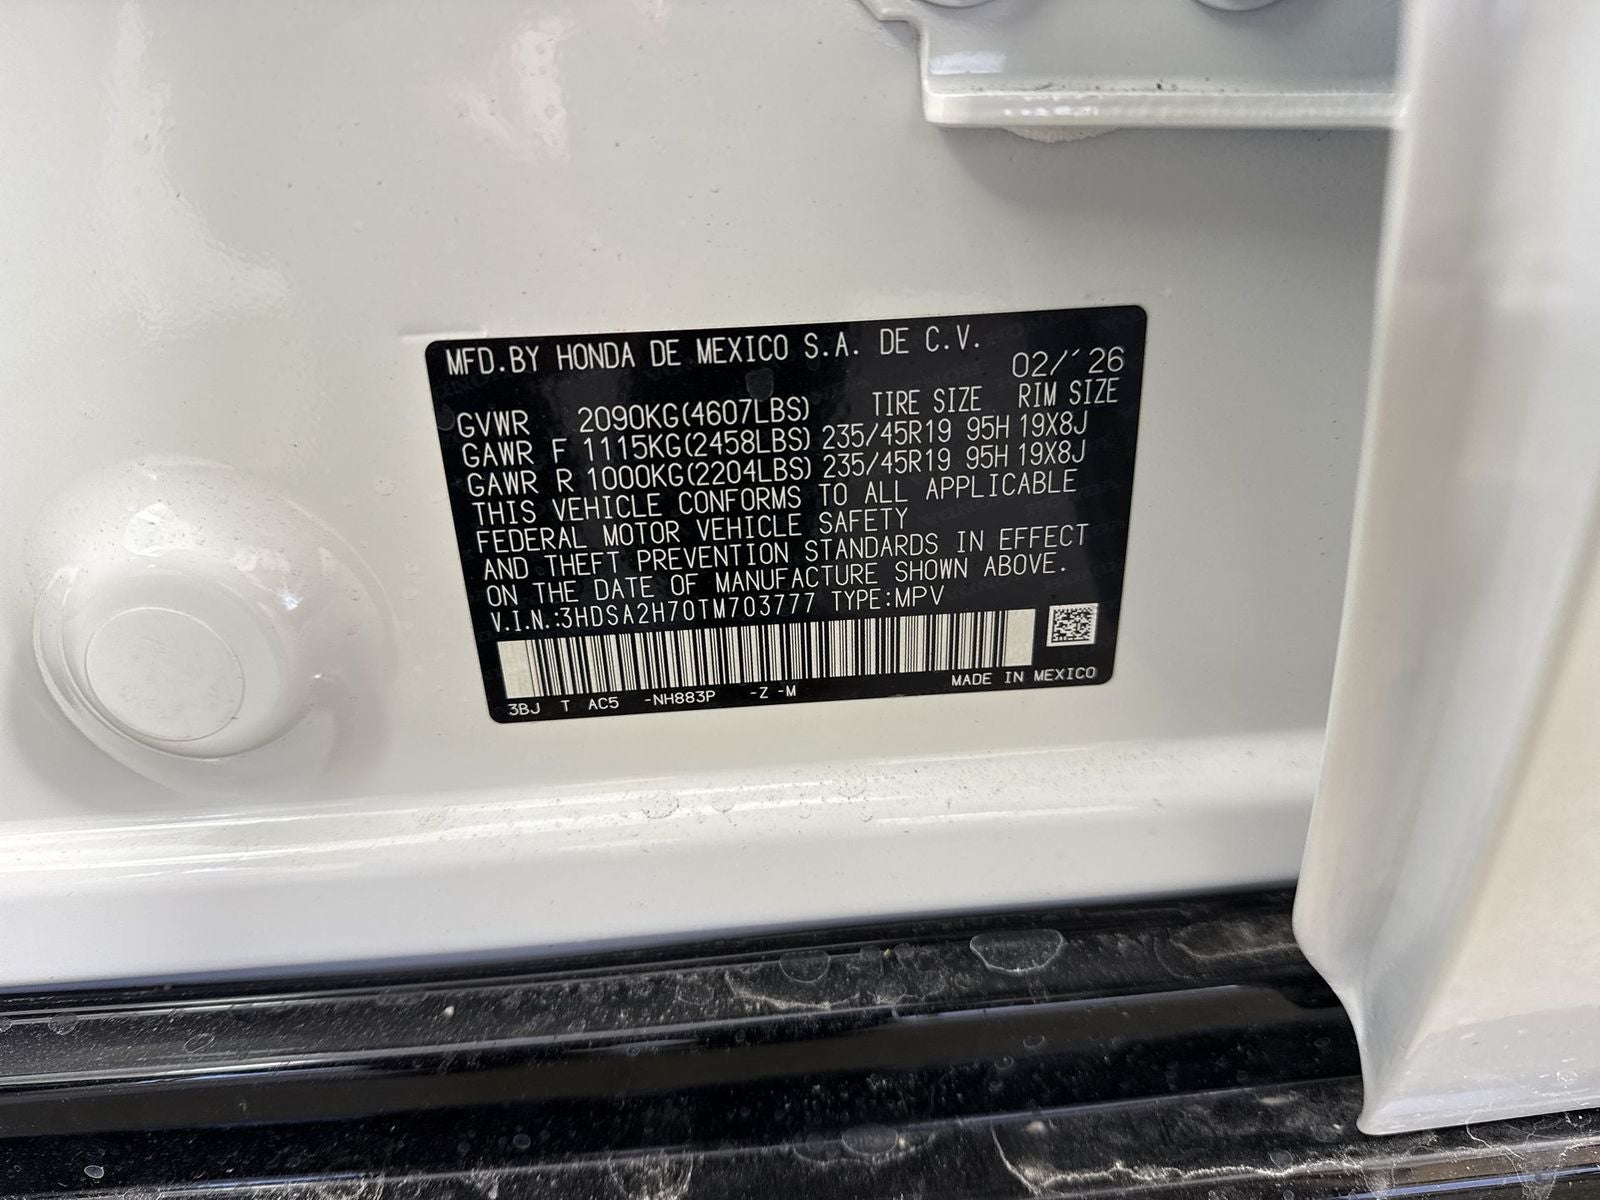 MFD.BY HONDA DE MEXICO S.A. DE C.V.
02/'26
GVWR 2090KG(4607LBS) TIRE SIZE RIM SIZE
GAWR F 1115KG(2458LBS) 235/45R19 95H 19X8J
GAWR R 1000KG(2204LBS) 235/45R19 95H 19X8J
THIS VEHICLE CONFORMS TO ALL APPLICABLE
FEDERAL MOTOR VEHICLE SAFETY
AND THEFT PREVENTION STANDARDS IN EFFECT
ON THE DATE OF MANUFACTURE SHOWN ABOVE.
V.I.N.:3HDSA2H70TM703777 TYPE:MPV
MADE IN MEXICO
3BJ T AC5 -NH883P -Z -M